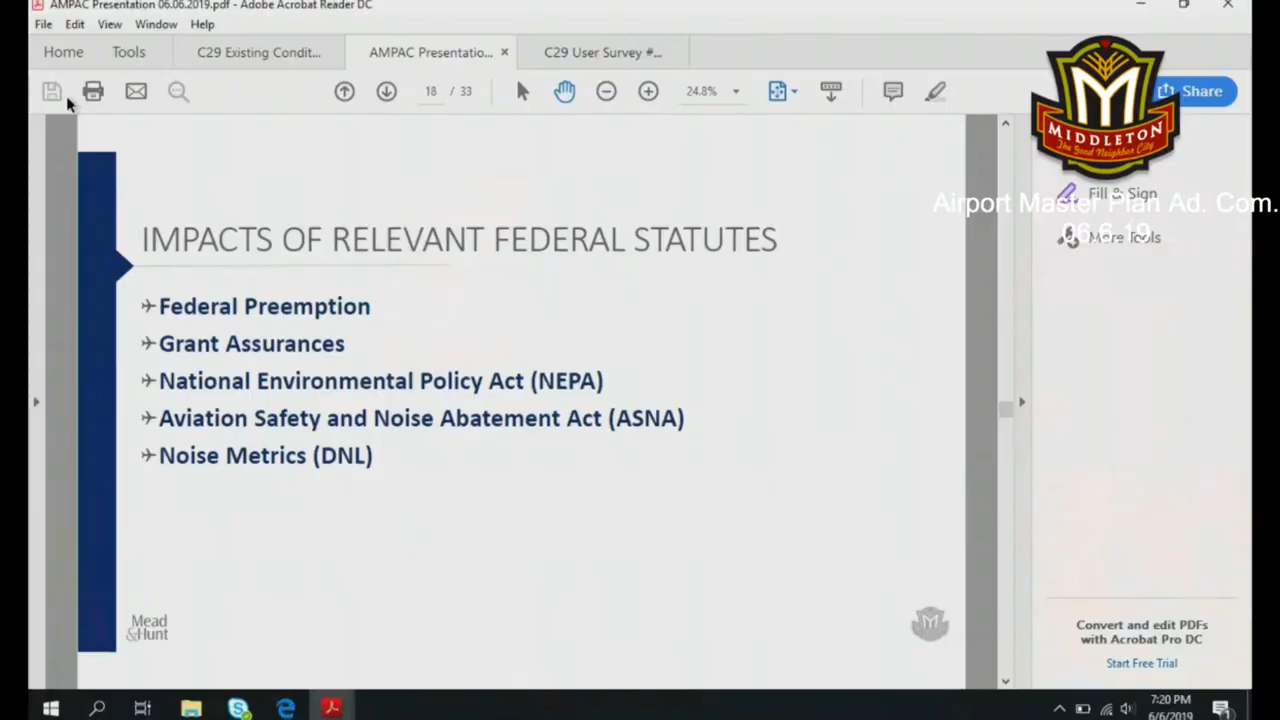 AMPAC Presentation 06.06.2019.pdf - Adobe Acrobat Reader DC
File Edit View Window Help
Home Tools C29 Existing Condit... AMPAC Presentatio... × C29 User Survey #...
18 / 33 24.8% Share
MIDDLETON
The Good Neighbor City
Fill & Sign
Airport Master Plan Ad. Com.
06.6.19
More Tools
IMPACTS OF RELEVANT FEDERAL STATUTES
Federal Preemption
Grant Assurances
National Environmental Policy Act (NEPA)
Aviation Safety and Noise Abatement Act (ASNA)
Noise Metrics (DNL)
Mead
&Hunt
Convert and edit PDFs
with Acrobat Pro DC
Start Free Trial
7:20 PM
6/6/2019